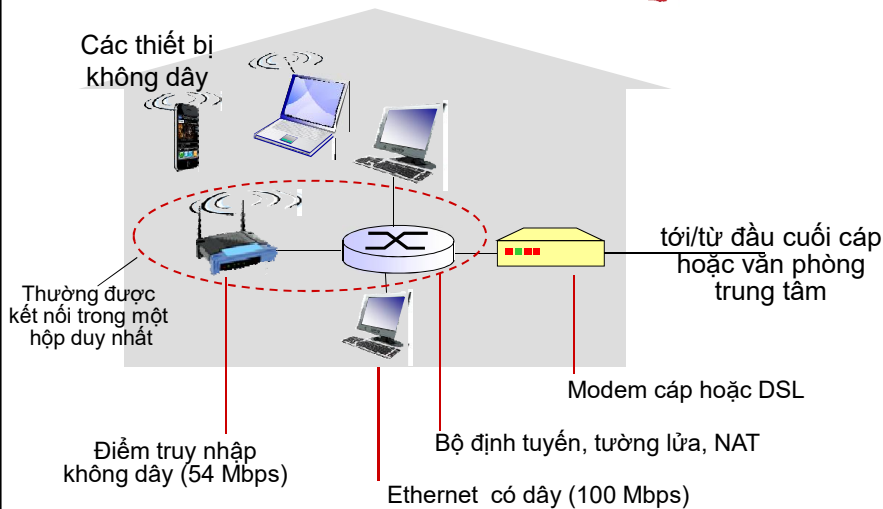 Các thiết bị
không dây
tới/từ đầu cuối cáp
hoặc văn phòng
trung tâm
Thường được
kết nối trong một
hộp duy nhất
Modem cáp hoặc DSL
Điểm truy nhập
không dây (54 Mbps)
Bộ định tuyến, tường lửa, NAT
Ethernet có dây (100 Mbps)